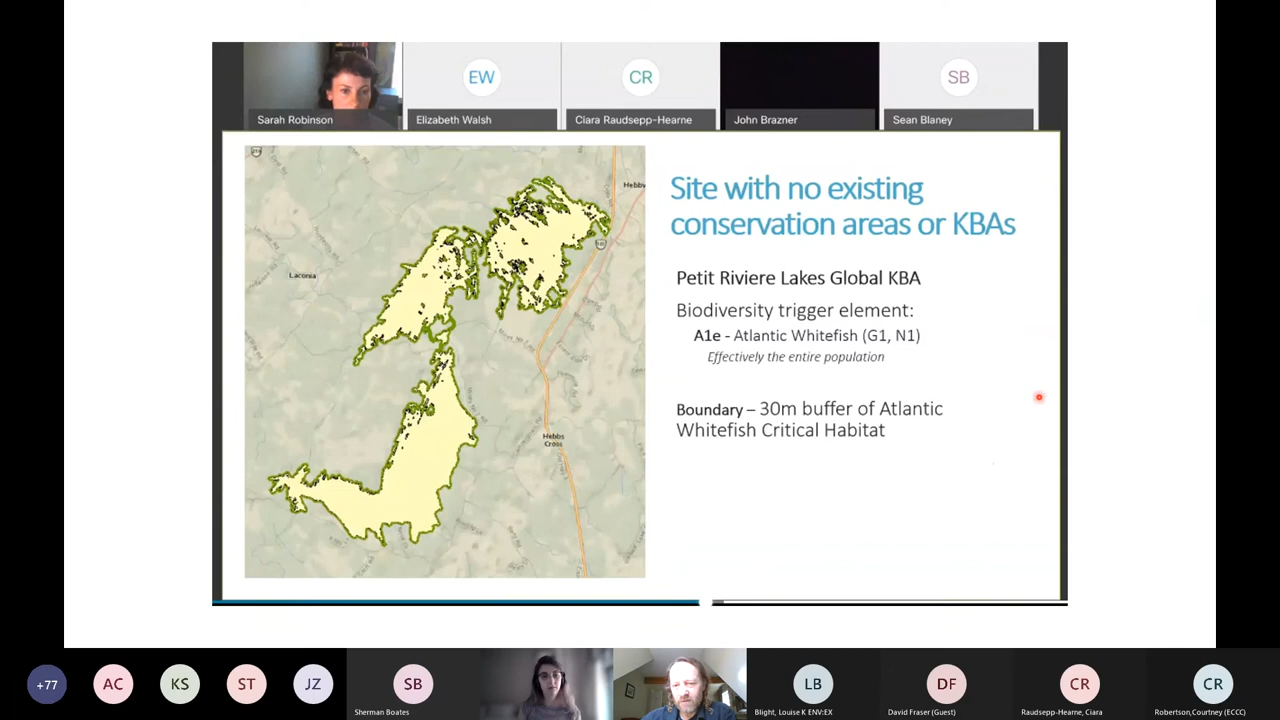 EW
CR
SB
Sarah Robinson
Elizabeth Walsh
Ciara Raudsepp-Hearne
John Brazner
Sean Blaney
Site with no existing
conservation areas or KBAs
Petit Riviere Lakes Global KBA
Biodiversity trigger element:
A1e - Atlantic Whitefish (G1, N1)
Effectively the entire population
Boundary – 30m buffer of Atlantic
Whitefish Critical Habitat
Hebbv
Laconia
Hebbs
Cross
+77
AC
KS
ST
JZ
SB
LB
DF
CR
CR
Sherman Boates
Blight, Louise K ENV:EX
David Fraser (Guest)
Raudsepp-Hearne, Ciara
Robertson,Courtney (ECCC)